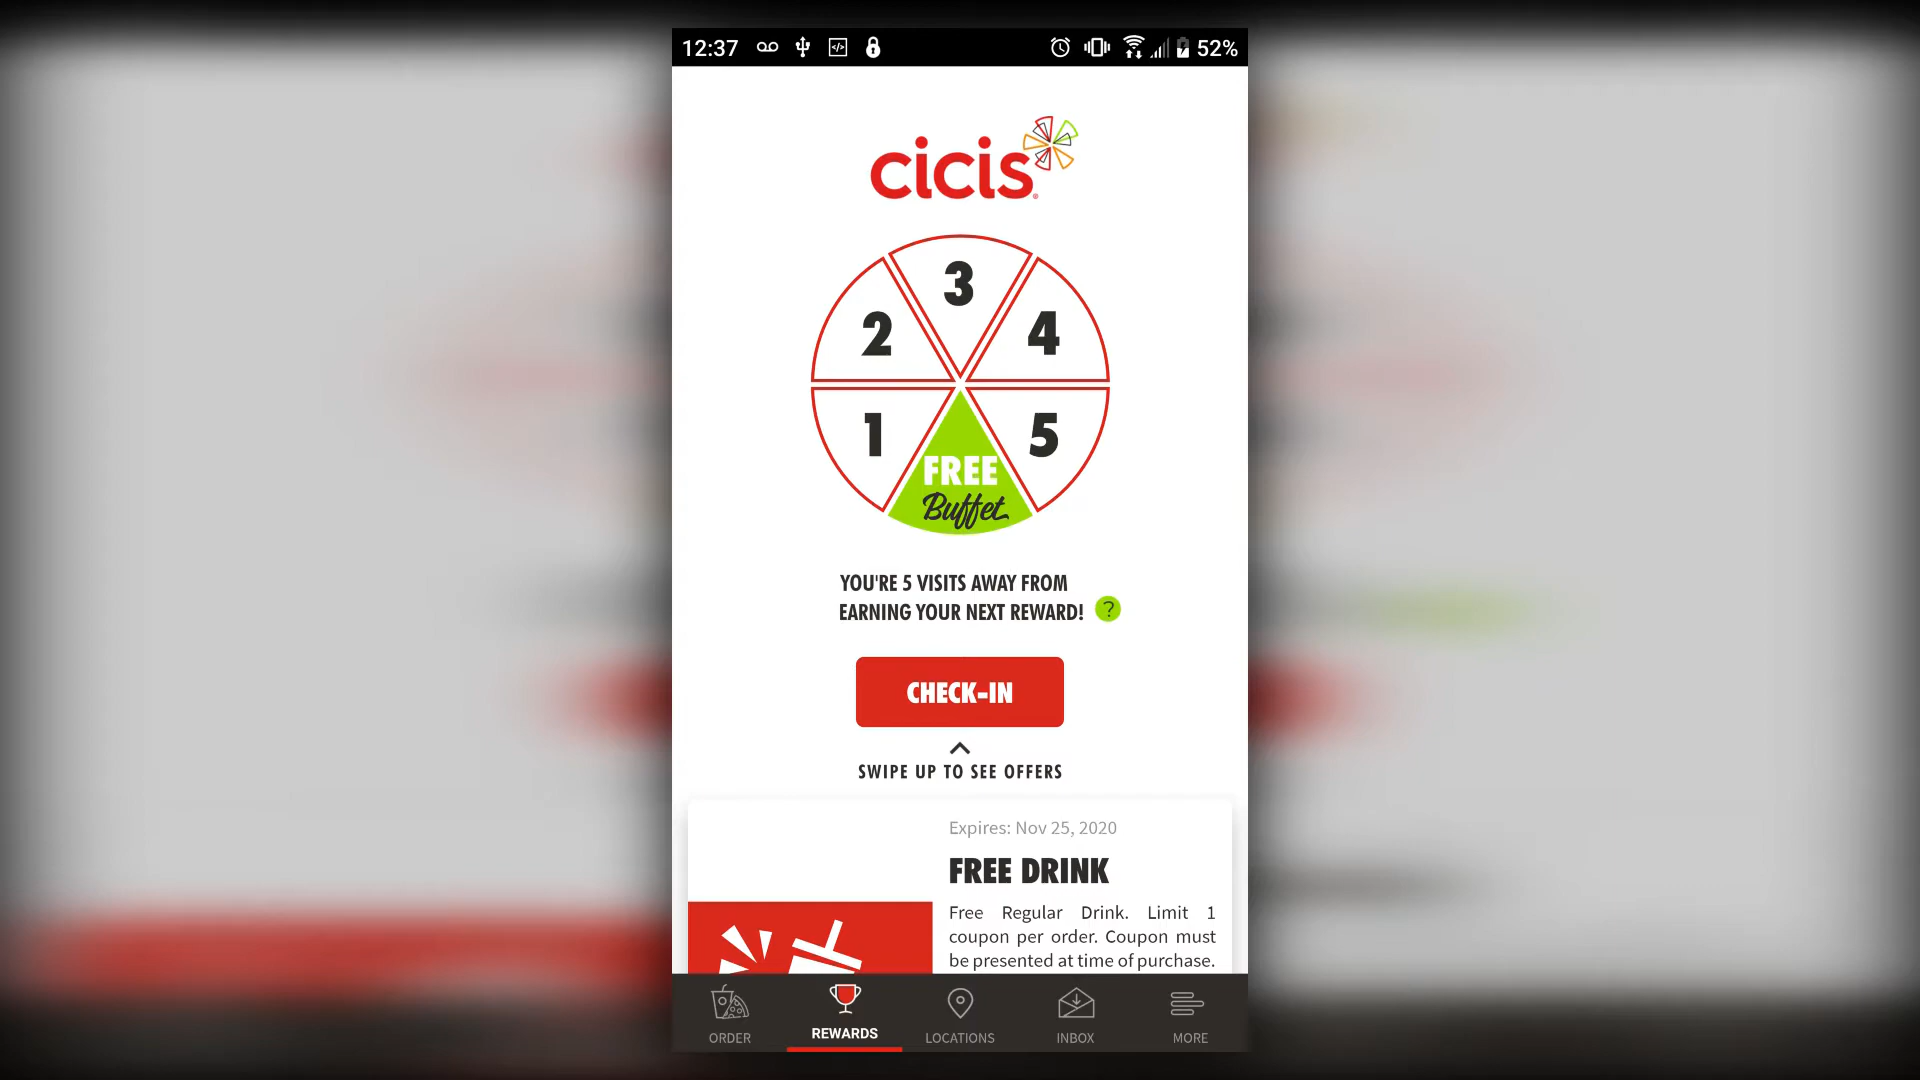 12:37
52%
cicis
3
2
4
1
5
FREE
Buffet
YOU'RE 5 VISITS AWAY FROM
EARNING YOUR NEXT REWARD!
?
CHECK-IN
SWIPE UP TO SEE OFFERS
Expires: Nov 25, 2020
FREE DRINK
Free Regular Drink. Limit 1
coupon per order. Coupon must
be presented at time of purchase.
ORDER
REWARDS
LOCATIONS
INBOX
MORE